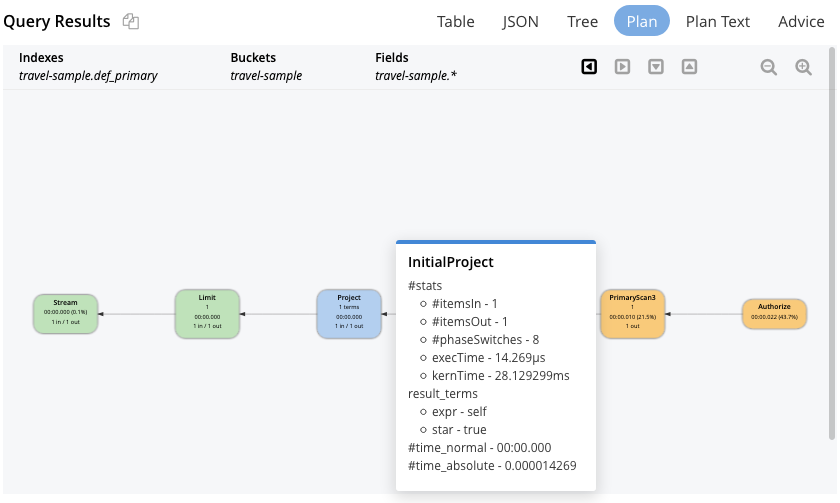 Query Results
Table JSON Tree Plan Plan Text Advice
Indexes Buckets Fields
travel-sample.def_primary travel-sample travel-sample.*
Stream
00:00.000 (0.1%)
1 in / 1 out
Limit
1
00:00.000
1 in / 1 out
Project
1 terms
00:00.000
1 in / 1 out
InitialProject
#stats
#itemsIn - 1
#itemsOut - 1
#phaseSwitches - 8
execTime - 14.269µs
kernTime - 28.129299ms
result_terms
expr - self
star - true
#time_normal - 00:00.000
#time_absolute - 0.000014269
PrimaryScan3
1
00:00.010 (21.5%)
1 out
Authorize
00:00.022 (43.7%)